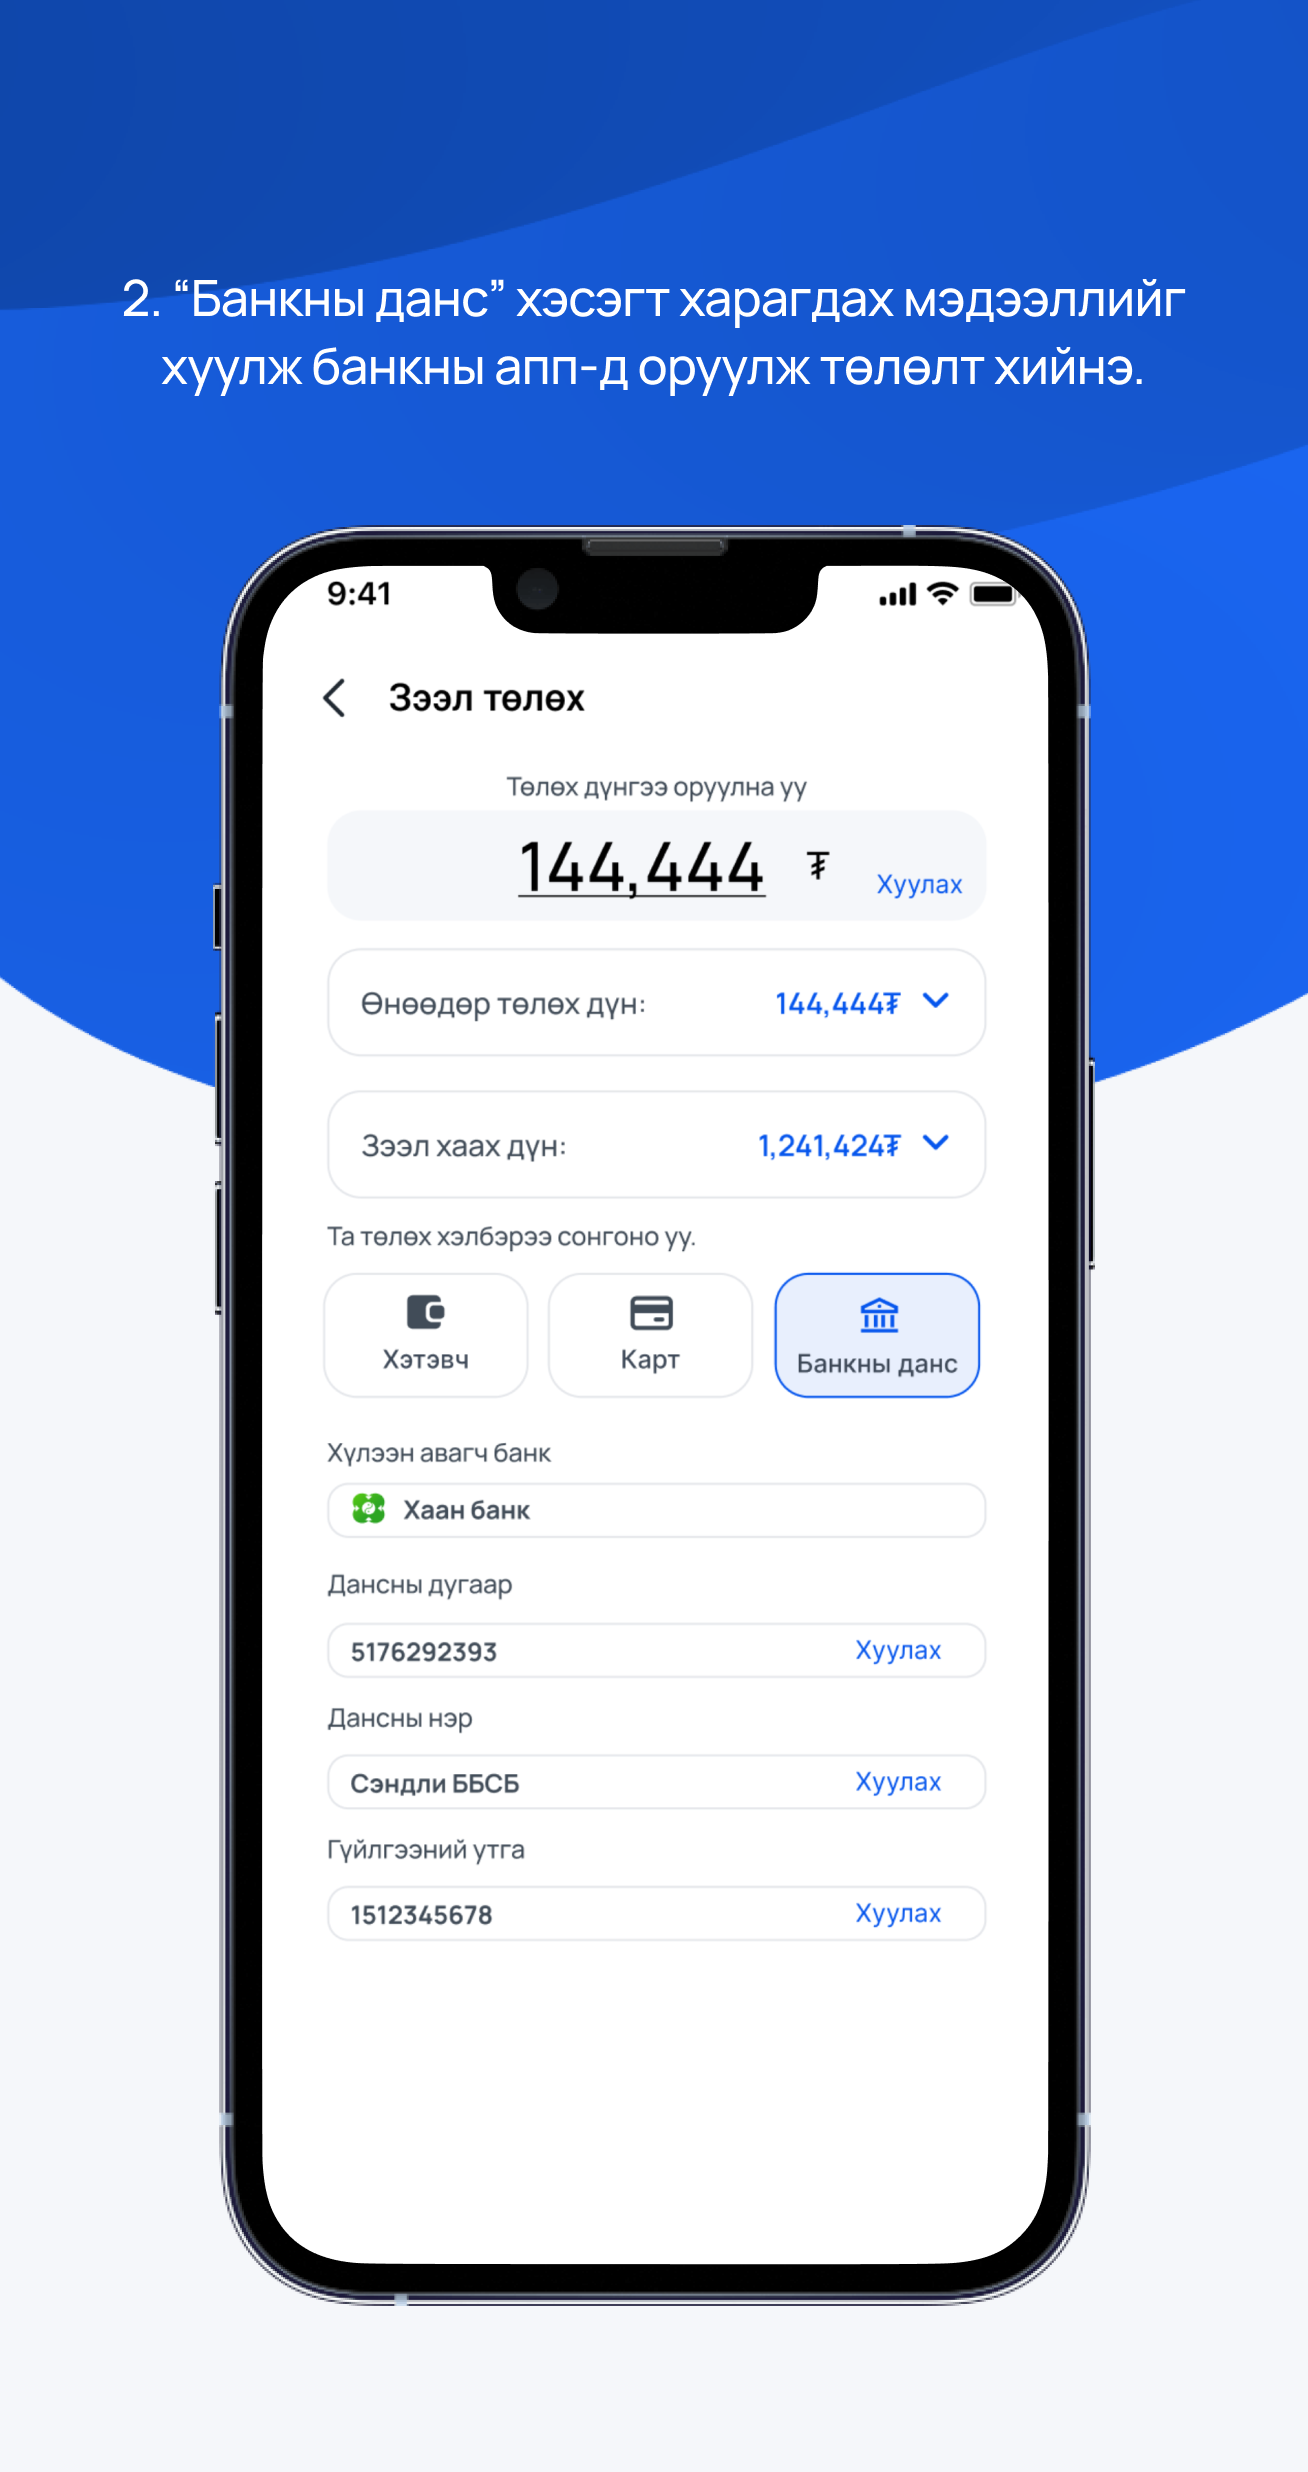 2. “Банкны данс” хэсэгт харагдах мэдээллийг
хуулж банкны апп-д оруулж төлөлт хийнэ.
9:41
Зээл төлөх
Төлөх дүнгээ оруулна уу
144,444 ₮ Хуулах
Өнөөдөр төлөх дүн: 144,444₮
Зээл хаах дүн: 1,241,424₮
Та төлөх хэлбэрээ сонгоно уу.
Хэтэвч Карт Банкны данс
Хүлээн авагч банк
Хаан банк
Дансны дугаар
5176292393 Хуулах
Дансны нэр
Сэндли ББСБ Хуулах
Гүйлгээний утга
1512345678 Хуулах